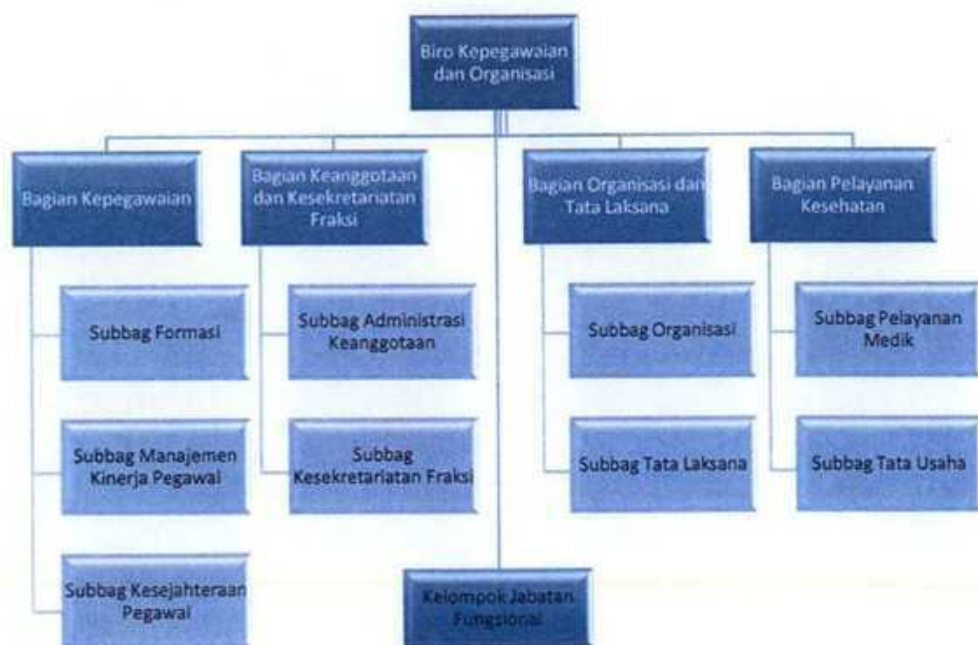 Biro Kepegawaian
dan Organisasi
Bagian Kepegawaian
Bagian Keanggotaan
dan Kesekretariatan
Fraksi
Bagian Organisasi dan
Tata Laksana
Bagian Pelayanan
Kesehatan
Subbag Formasi
Subbag Administrasi
Keanggotaan
Subbag Organisasi
Subbag Pelayanan
Medik
Subbag Manajemen
Kinerja Pegawai
Subbag
Kesekretariatan Fraksi
Subbag Tata Laksana
Subbag Tata Usaha
Subbag Kesejahteraan
Pegawai
Kelompok Jabatan
Fungsional